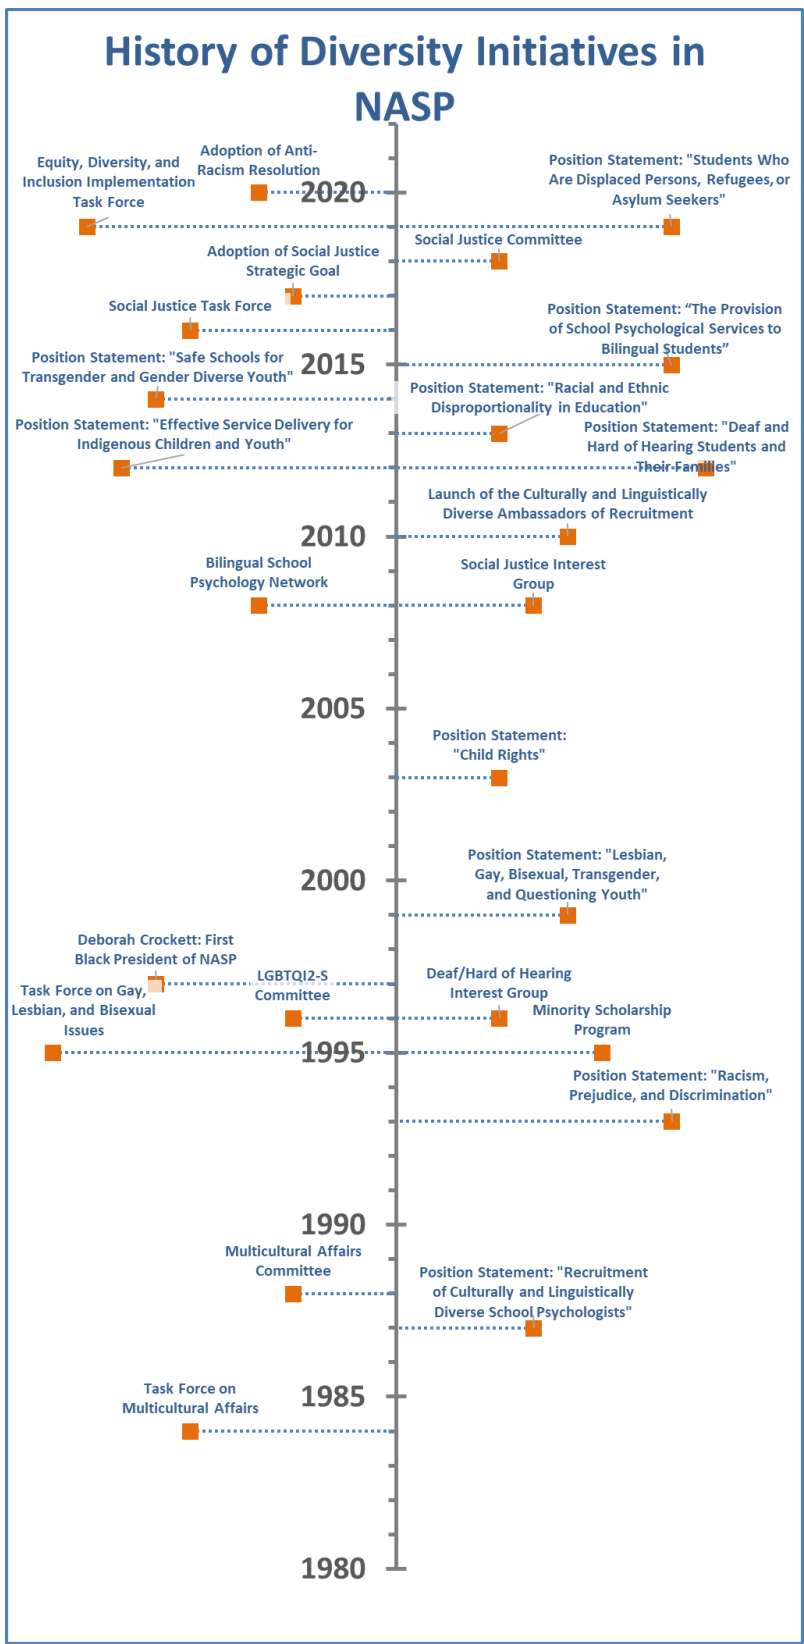 History of Diversity Initiatives in
NASP
Adoption of Anti-
Racism Resolution
Equity, Diversity, and
Inclusion Implementation
Task Force
Position Statement: "Students Who
Are Displaced Persons, Refugees, or
Asylum Seekers"
2020
Social Justice Committee
Adoption of Social Justice
Strategic Goal
Social Justice Task Force
Position Statement: “The Provision
of School Psychological Services to
Bilingual Students”
2015
Position Statement: "Safe Schools for
Transgender and Gender Diverse Youth"
Position Statement: "Racial and Ethnic
Disproportionality in Education"
Position Statement: "Effective Service Delivery for
Indigenous Children and Youth"
Position Statement: "Deaf and
Hard of Hearing Students and
Their Families"
Launch of the Culturally and Linguistically
Diverse Ambassadors of Recruitment
2010
Bilingual School
Psychology Network
Social Justice Interest
Group
2005
Position Statement:
"Child Rights"
Position Statement: "Lesbian,
Gay, Bisexual, Transgender,
and Questioning Youth"
2000
Deborah Crockett: First
Black President of NASP
LGBTQI2-S
Committee
Deaf/Hard of Hearing
Interest Group
Task Force on Gay,
Lesbian, and Bisexual
Issues
Minority Scholarship
Program
1995
Position Statement: "Racism,
Prejudice, and Discrimination"
1990
Multicultural Affairs
Committee
Position Statement: "Recruitment
of Culturally and Linguistically
Diverse School Psychologists"
1985
Task Force on
Multicultural Affairs
1980